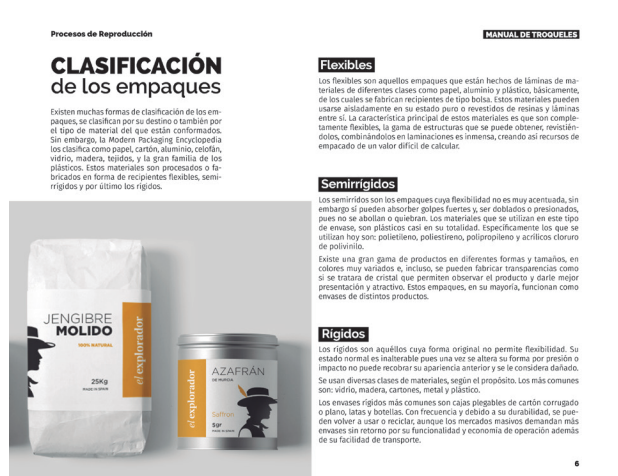 Procesos de Reproducción
MANUAL DE TROQUELES
CLASIFICACIÓN
de los empaques
Existen muchas formas de clasificación de los em-
paques, se clasifican por su destino o también por
el tipo de material del que están conformados.
Sin embargo, la Modern Packaging Encyclopedia
los clasifica como papel, cartón, aluminio, celofán,
vidrio, madera, tejidos, y la gran familia de los
plásticos. Estos materiales son procesados o fa-
bricados en forma de recipientes flexibles, semi-
rrígidos y por último los rígidos.
JENGIBRE
MOLIDO
100% NATURAL
el explorador
25Kg
MADE IN SPAIN
el explorador
AZAFRÁN
DE MURCIA
Saffron
5gr
MADE IN SPAIN
Flexibles
Los flexibles son aquellos empaques que están hechos de láminas de ma-
teriales de diferentes clases como papel, aluminio y plástico, básicamente,
de los cuales se fabrican recipientes de tipo bolsa. Estos materiales pueden
usarse aisladamente en su estado puro o revestidos de resinas y láminas
entre sí. La característica principal de estos materiales es que son comple-
tamente flexibles, la gama de estructuras que se puede obtener, revistién-
dolos, combinándolos en laminaciones es inmensa, creando así recursos de
empacado de un valor difícil de calcular.
Semirrígidos
Los semirridos son los empaques cuya flexibilidad no es muy acentuada, sin
embargo sí pueden absorber golpes fuertes y, ser doblados o presionados,
pues no se abollan o quiebran. Los materiales que se utilizan en este tipo
de envase, son plásticos casi en su totalidad. Específicamente los que se
utilizan hoy son: polietileno, poliestireno, polipropileno y acrílicos cloruro
de polivinilo.
Existe una gran gama de productos en diferentes formas y tamaños, en
colores muy variados e, incluso, se pueden fabricar transparencias como
si se tratara de cristal que permiten observar el producto y darle mejor
presentación y atractivo. Estos empaques, en su mayoría, funcionan como
envases de distintos productos.
Rígidos
Los rígidos son aquéllos cuya forma original no permite flexibilidad. Su
estado normal es inalterable pues una vez se altera su forma por presión o
impacto no puede recobrar su apariencia anterior y se le considera dañado.
Se usan diversas clases de materiales, según el propósito. Los más comunes
son: vidrio, madera, cartones, metal y plástico.
Los envases rígidos más comunes son cajas plegables de cartón corrugado
o plano, latas y botellas. Con frecuencia y debido a su durabilidad, se pue-
den volver a usar o reciclar, aunque los mercados masivos demandan más
envases sin retorno por su funcionalidad y economía de operación además
de su facilidad de transporte.
6